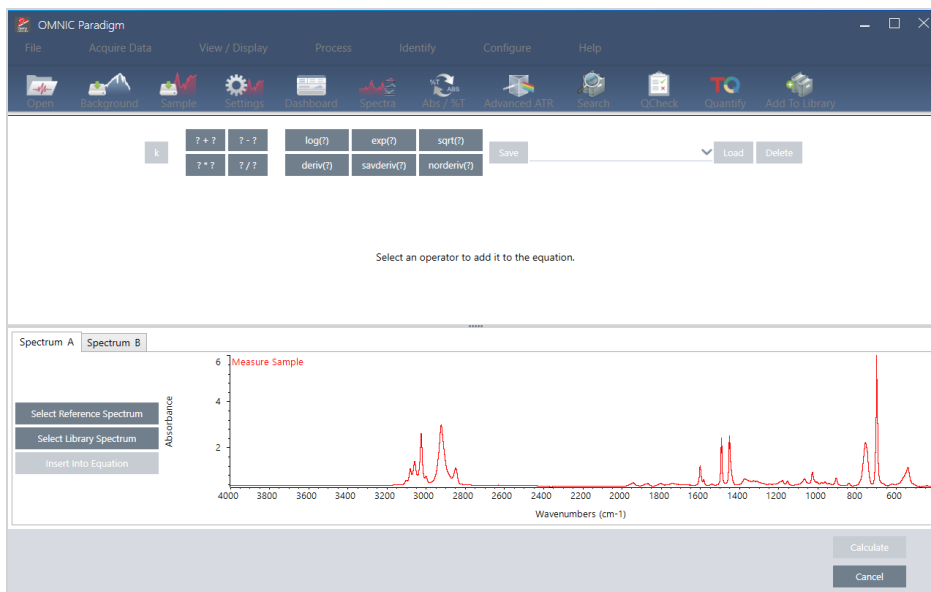 OMNIC Paradigm
File Acquire Data View / Display Process Identify Configure Help
Open Background Sample Settings Dashboard Spectra %T ABS Abs / %T Advanced ATR Search QCheck TQ Quantify Add To Library
k ? + ? ? - ? log(?) exp(?) sqrt(?) Save Load Delete
? * ? ? / ? deriv(?) savderiv(?) norderiv(?)
Select an operator to add it to the equation.
Spectrum A Spectrum B
Select Reference Spectrum
Select Library Spectrum
Insert Into Equation
Absorbance
6 Measure Sample
4
2
4000 3800 3600 3400 3200 3000 2800 2600 2400 2200 2000 1800 1600 1400 1200 1000 800 600
Wavenumbers (cm-1)
Calculate
Cancel